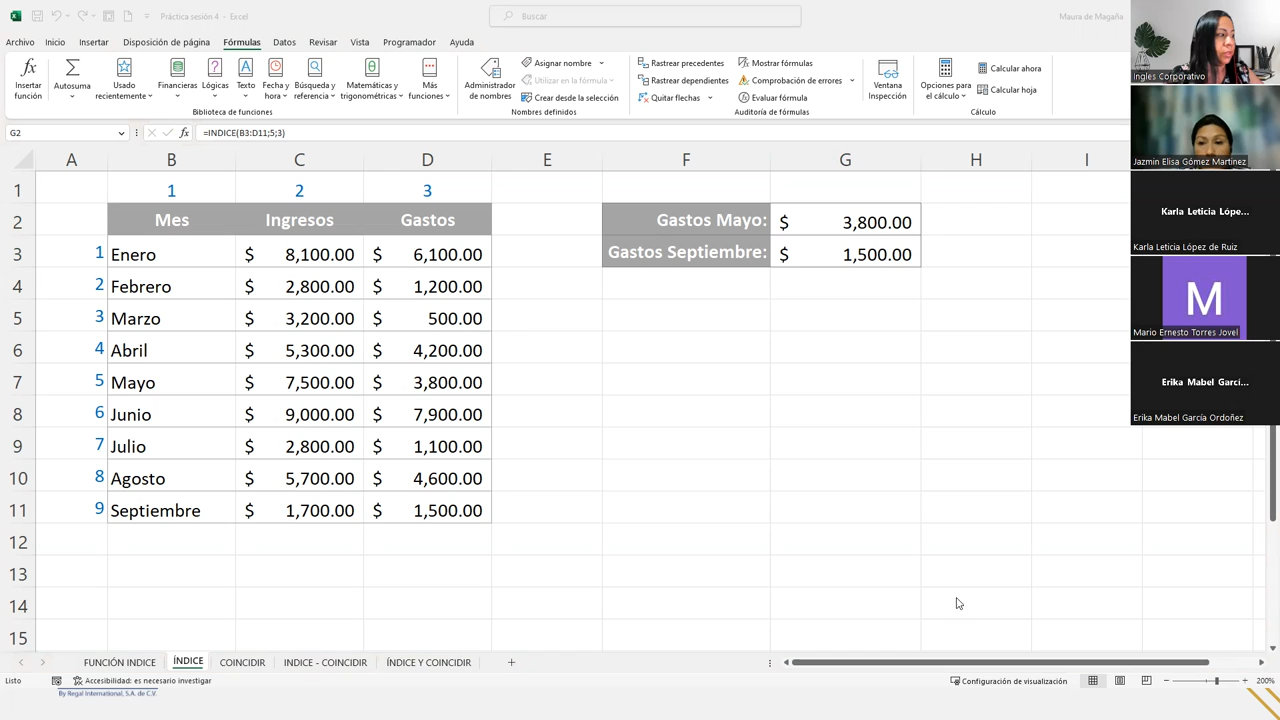 Práctica sesión 4 - Excel
Buscar
Maura de Magaña
Archivo Inicio Insertar Disposición de página Fórmulas Datos Revisar Vista Programador Ayuda
Insertar función
Autosuma
Usado recientemente
Financieras
Lógicas
Texto
Fecha y hora
Búsqueda y referencia
Matemáticas y trigonométricas
Más funciones
Biblioteca de funciones
Administrador de nombres
Asignar nombre
Utilizar en la fórmula
Crear desde la selección
Nombres definidos
Rastrear precedentes
Rastrear dependientes
Quitar flechas
Mostrar fórmulas
Comprobación de errores
Evaluar fórmula
Auditoría de fórmulas
Ventana Inspección
Opciones para el cálculo
Calcular ahora
Calcular hoja
Cálculo
G2 fx =INDICE(B3:D11;5;3)
A B C D E F G H I
1 1 2 3
2 Mes Ingresos Gastos Gastos Mayo: $ 3,800.00
3 1 Enero $ 8,100.00 $ 6,100.00 Gastos Septiembre: $ 1,500.00
4 2 Febrero $ 2,800.00 $ 1,200.00
5 3 Marzo $ 3,200.00 $ 500.00
6 4 Abril $ 5,300.00 $ 4,200.00
7 5 Mayo $ 7,500.00 $ 3,800.00
8 6 Junio $ 9,000.00 $ 7,900.00
9 7 Julio $ 2,800.00 $ 1,100.00
10 8 Agosto $ 5,700.00 $ 4,600.00
11 9 Septiembre $ 1,700.00 $ 1,500.00
12
13
14
15
FUNCIÓN INDICE ÍNDICE COINCIDIR INDICE - COINCIDIR ÍNDICE Y COINCIDIR
Listo Accesibilidad: es necesario investigar Configuración de visualización 200%
By Regal International, S.A. de C.V.
Ingles Corporativo
Jazmín Elisa Gómez Martínez
Karla Leticia Lópe...
Karla Leticia López de Ruiz
M
Mario Ernesto Torres Jovel
Erika Mabel Garcí...
Erika Mabel García Ordoñez